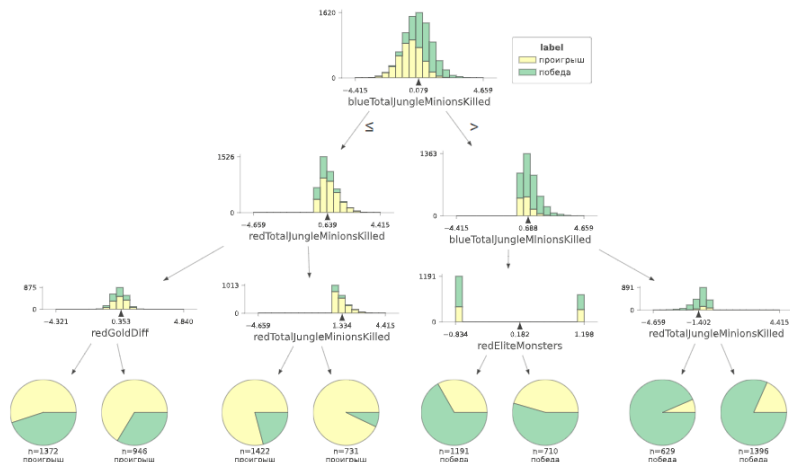 1620
0
−4.415
0.079
4.659
blueTotalJungleMinionsKilled
label
проигрыш
победа
≤
>
1526
0
−4.659
0.639
4.415
redTotalJungleMinionsKilled
1363
0
−4.415
0.688
4.659
blueTotalJungleMinionsKilled
875
0
−4.321
0.353
4.840
redGoldDiff
1013
0
−4.659
1.334
4.415
redTotalJungleMinionsKilled
1191
0
−0.834
0.182
1.198
redEliteMonsters
891
0
−4.659
−1.402
4.415
redTotalJungleMinionsKilled
n=1372
проигрыш
n=946
проигрыш
n=1422
проигрыш
n=731
проигрыш
n=1191
победа
n=710
победа
n=629
победа
n=1396
победа